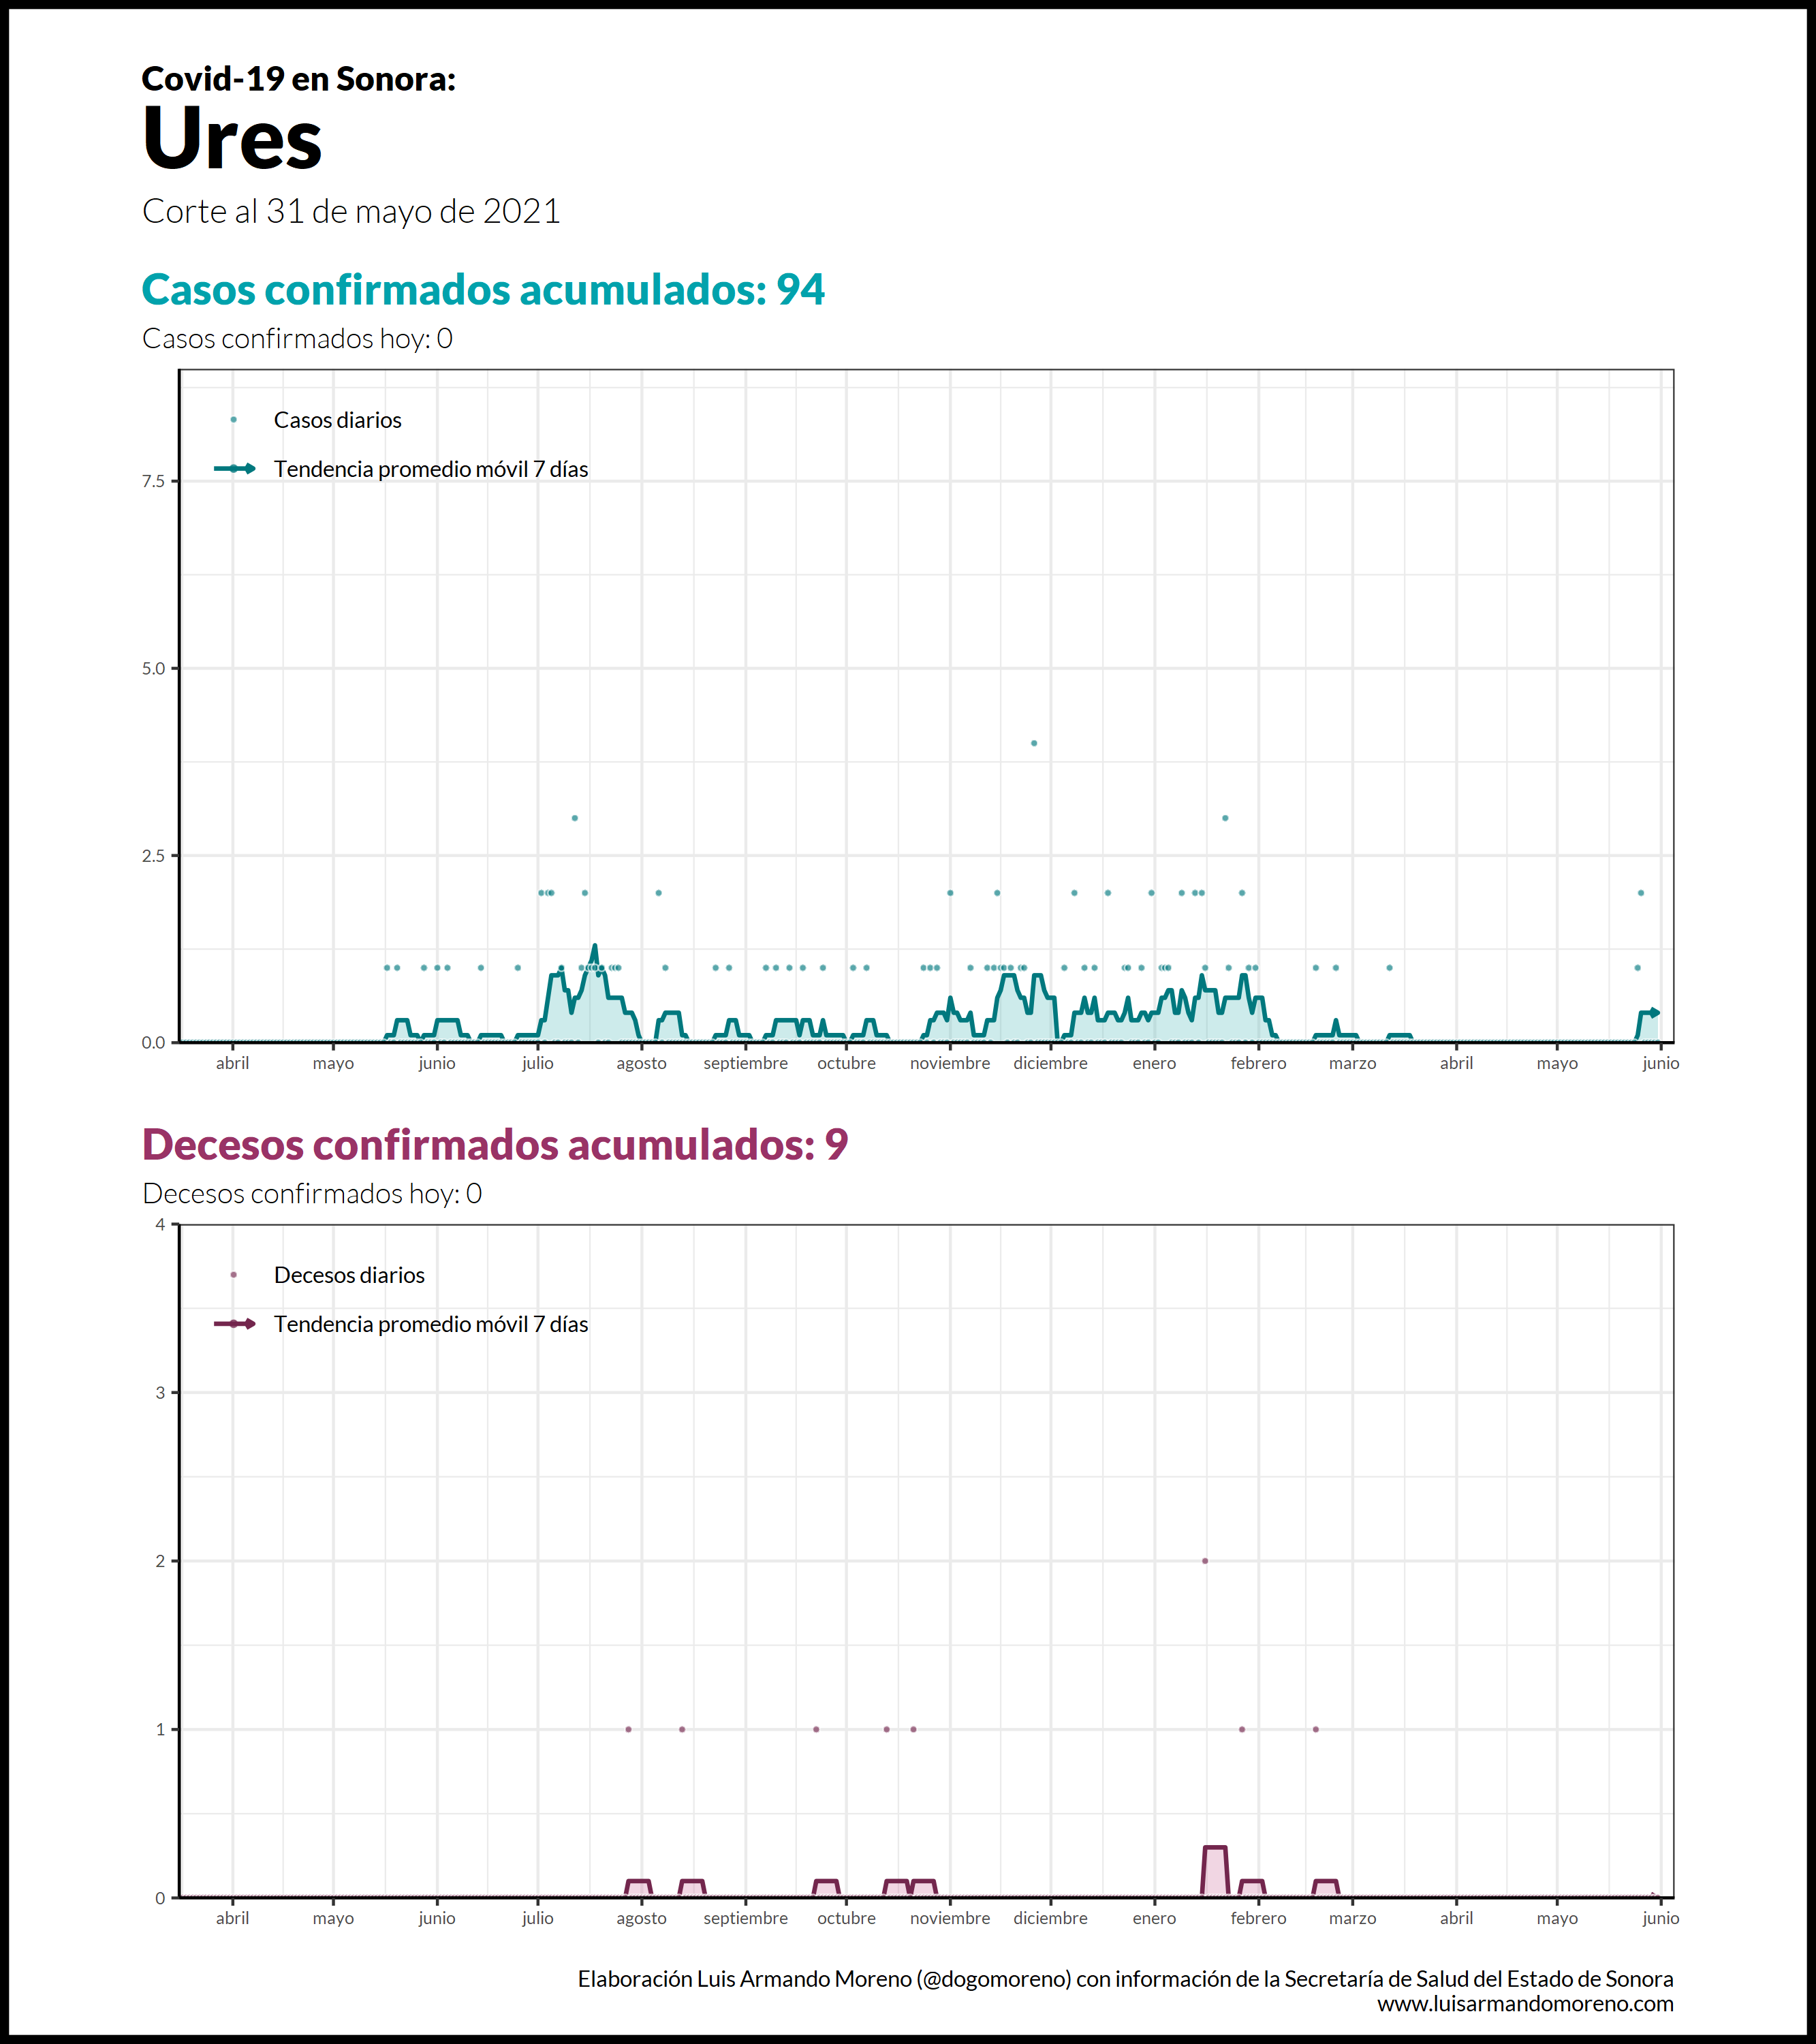 Covid-19 en Sonora:
Ures
Corte al 31 de mayo de 2021
Casos confirmados acumulados: 94
Casos confirmados hoy: 0
Casos diarios
Tendencia promedio móvil 7 días
7.5
5.0
2.5
0.0
abril mayo junio julio agosto septiembre octubre noviembre diciembre enero febrero marzo abril mayo junio
Decesos confirmados acumulados: 9
Decesos confirmados hoy: 0
4
Decesos diarios
Tendencia promedio móvil 7 días
3
2
1
0
abril mayo junio julio agosto septiembre octubre noviembre diciembre enero febrero marzo abril mayo junio
Elaboración Luis Armando Moreno (@dogomoreno) con información de la Secretaría de Salud del Estado de Sonora
www.luisarmandomoreno.com